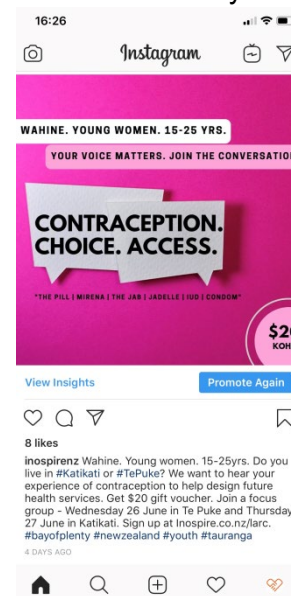 16:26
Instagram
WAHINE. YOUNG WOMEN. 15-25 YRS.
YOUR VOICE MATTERS. JOIN THE CONVERSATIO
CONTRACEPTION.
CHOICE. ACCESS.
"THE PILL | MIRENA | THE JAB | JADELLE | IUD | CONDOM"
$20
KOH
View Insights
Promote Again
8 likes
inospirenz Wahine. Young women. 15-25yrs. Do you
live in #Katikati or #TePuke? We want to hear your
experience of contraception to help design future
health services. Get $20 gift voucher. Join a focus
group - Wednesday 26 June in Te Puke and Thursday
27 June in Katikati. Sign up at Inospire.co.nz/larc.
#bayofplenty #newzealand #youth #tauranga
4 DAYS AGO